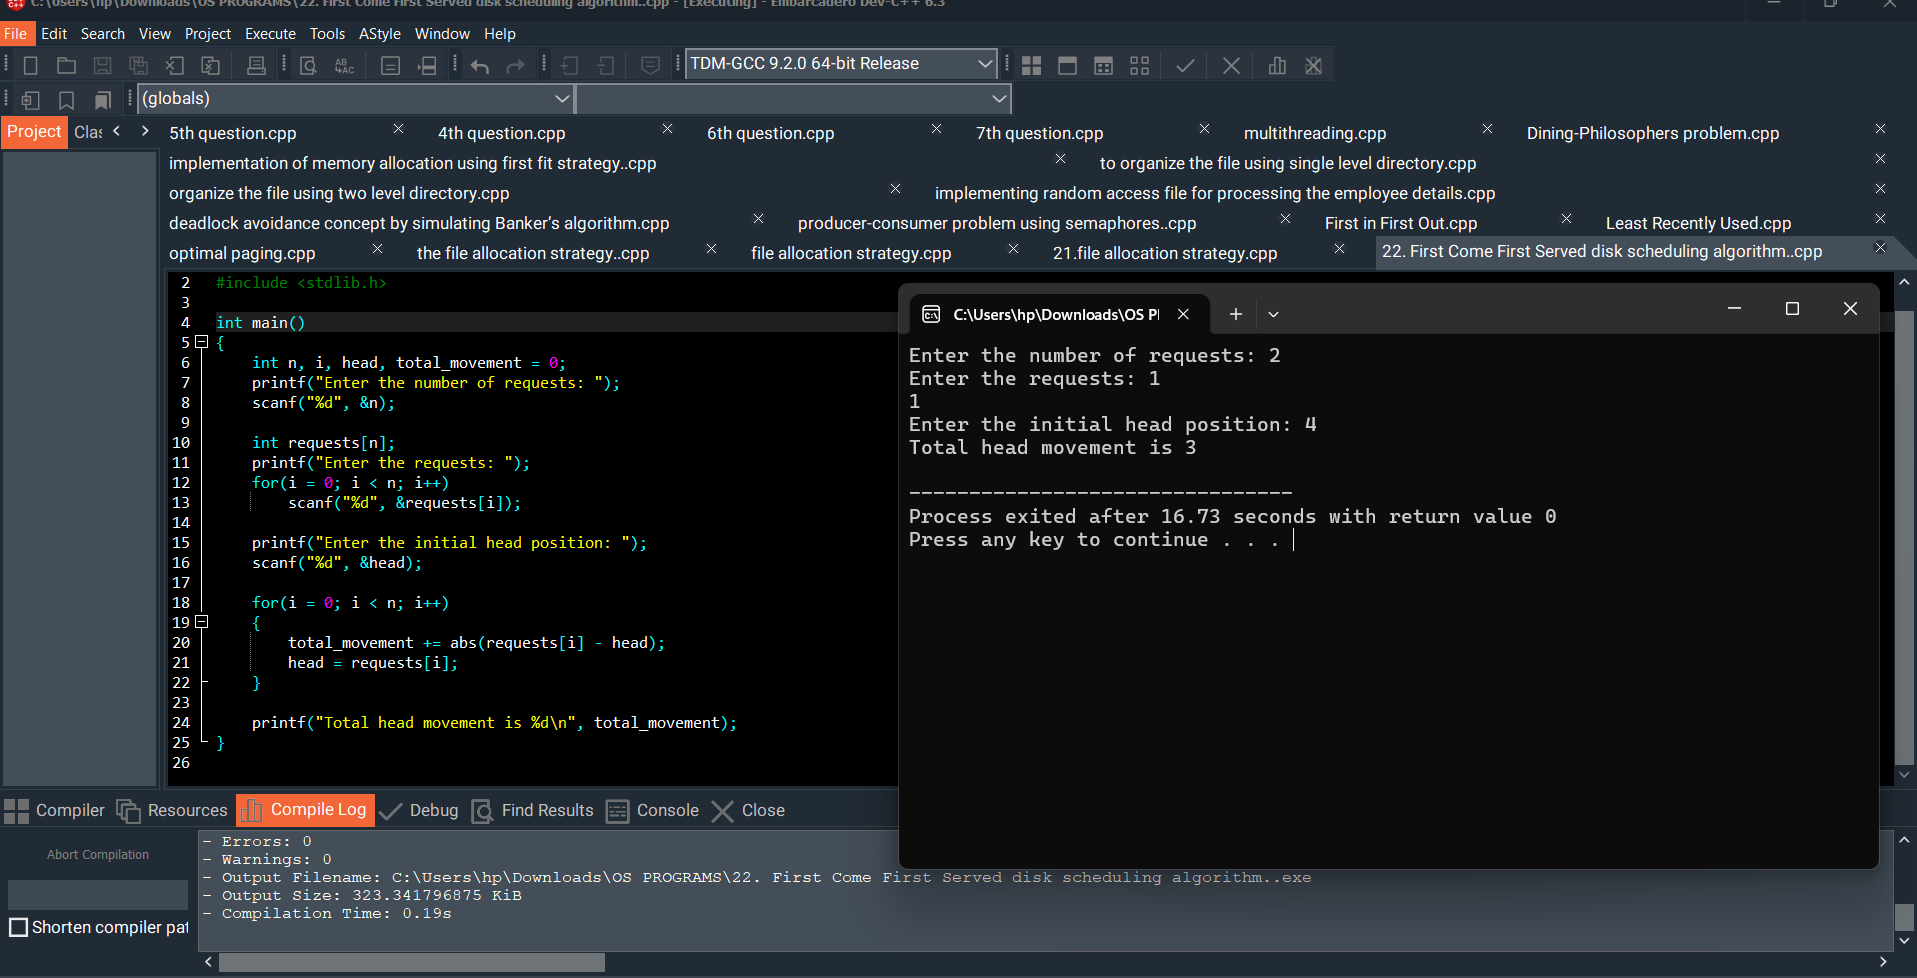 C:\Users\hp\Downloads\OS PROGRAMS\22. First Come First Served disk scheduling algorithm..cpp - [Executing] - Embarcadero Dev-C++ 6.3
File Edit Search View Project Execute Tools AStyle Window Help
TDM-GCC 9.2.0 64-bit Release
(globals)
Project Clas
5th question.cpp 4th question.cpp 6th question.cpp 7th question.cpp multithreading.cpp Dining-Philosophers problem.cpp
implementation of memory allocation using first fit strategy..cpp to organize the file using single level directory.cpp
organize the file using two level directory.cpp implementing random access file for processing the employee details.cpp
deadlock avoidance concept by simulating Banker’s algorithm.cpp producer-consumer problem using semaphores..cpp First in First Out.cpp Least Recently Used.cpp
optimal paging.cpp the file allocation strategy..cpp file allocation strategy.cpp 21.file allocation strategy.cpp 22. First Come First Served disk scheduling algorithm..cpp
2 #include <stdlib.h>
3
4 int main()
5 {
6 int n, i, head, total_movement = 0;
7 printf("Enter the number of requests: ");
8 scanf("%d", &n);
9
10 int requests[n];
11 printf("Enter the requests: ");
12 for(i = 0; i < n; i++)
13 scanf("%d", &requests[i]);
14
15 printf("Enter the initial head position: ");
16 scanf("%d", &head);
17
18 for(i = 0; i < n; i++)
19 {
20 total_movement += abs(requests[i] - head);
21 head = requests[i];
22 }
23
24 printf("Total head movement is %d\n", total_movement);
25 }
26
C:\Users\hp\Downloads\OS P
Enter the number of requests: 2
Enter the requests: 1
1
Enter the initial head position: 4
Total head movement is 3
--------------------------------
Process exited after 16.73 seconds with return value 0
Press any key to continue . . .
Compiler Resources Compile Log Debug Find Results Console Close
Abort Compilation
Shorten compiler pat
- Errors: 0
- Warnings: 0
- Output Filename: C:\Users\hp\Downloads\OS PROGRAMS\22. First Come First Served disk scheduling algorithm..exe
- Output Size: 323.341796875 KiB
- Compilation Time: 0.19s